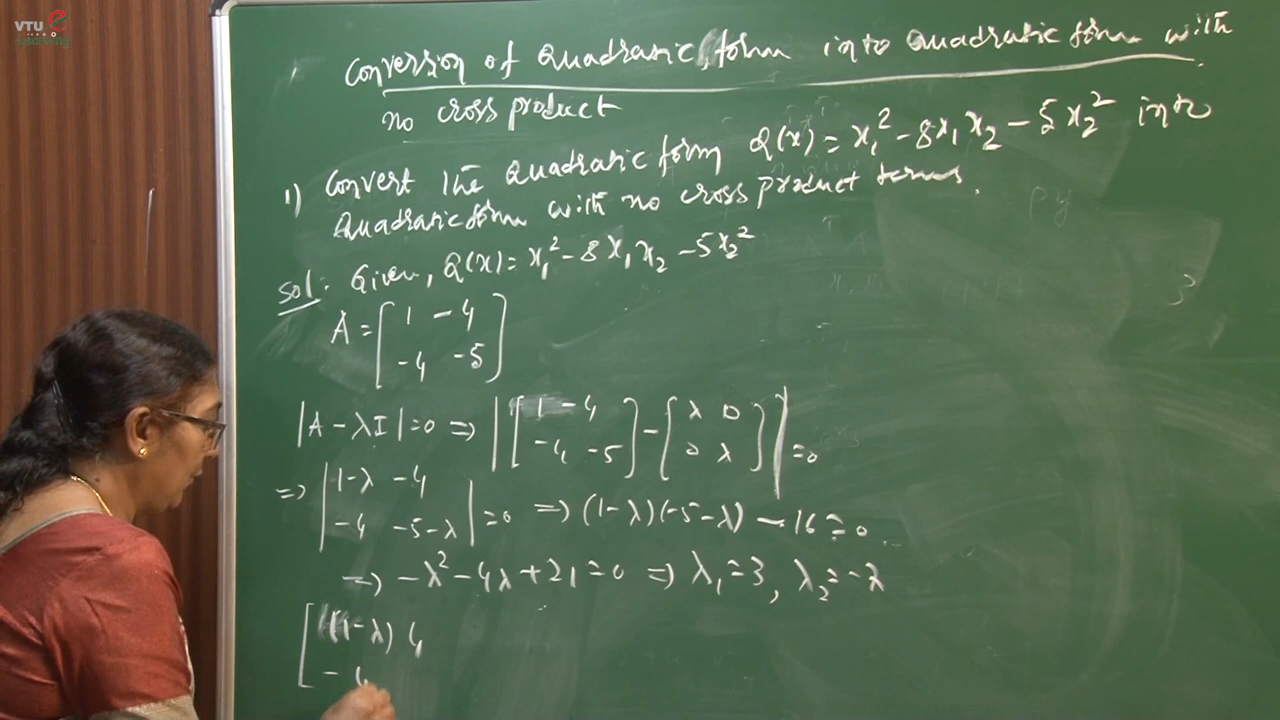 VTU e
Learning
Conversion of Quadratic form into Quadratic form with
no cross product
1) Convert the Quadratic form Q(x) = x₁² - 8x₁x₂ - 5x₂² into
Quadratic form with no cross product terms.
Sol: Given, Q(x) = x₁² - 8x₁x₂ - 5x₂²
A = [1 -4
-4 -5]
|A - λI| = 0 => |[1 -4
-4 -5] - [λ 0
0 λ]| = 0
=> |1-λ -4
-4 -5-λ| = 0 => (1-λ)(-5-λ) - 16 = 0
=> -λ² - 4λ + 21 = 0 => λ₁ = 3, λ₂ = -7
[(1-λ) 4
-4